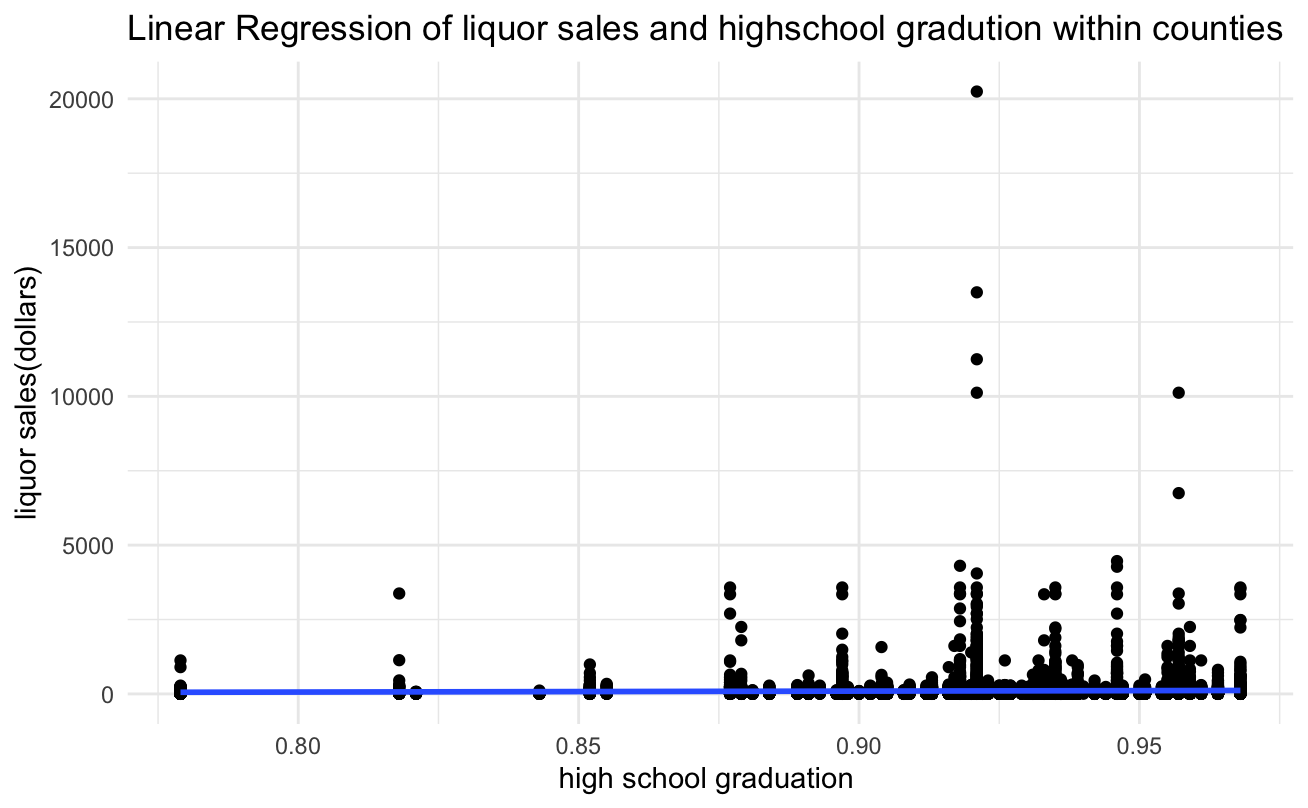 Linear Regression of liquor sales and highschool gradution within counties
20000
15000
10000
5000
0
liquor sales(dollars)
0.80 0.85 0.90 0.95
high school graduation